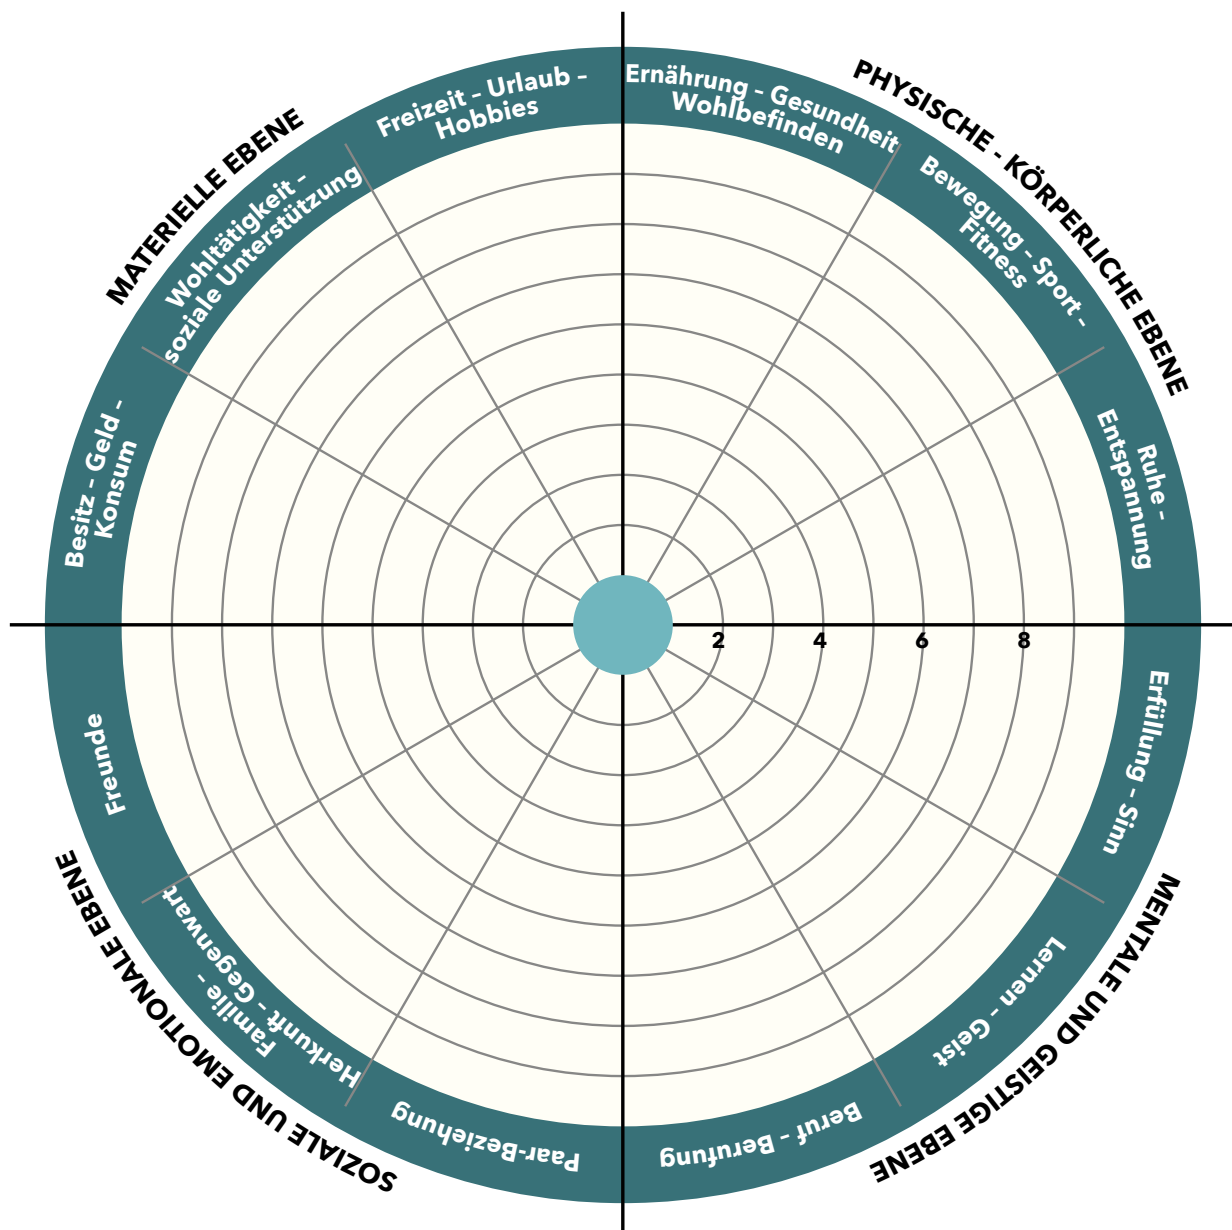 PHYSISCHE - KÖRPERLICHE EBENE
Ernährung – Gesundheit
Wohlbefinden
Bewegung – Sport –
Fitness
Ruhe –
Entspannung
MENTALE UND GEISTIGE EBENE
Erfüllung – Sinn
Lernen – Geist
Beruf – Berufung
SOZIALE UND EMOTIONALE EBENE
Paar-Beziehung
Familie –
Herkunft – Gegenwart
Freunde
MATERIELLE EBENE
Besitz – Geld –
Konsum
Wohltätigkeit –
soziale Unterstützung
Freizeit – Urlaub –
Hobbies
2 4 6 8